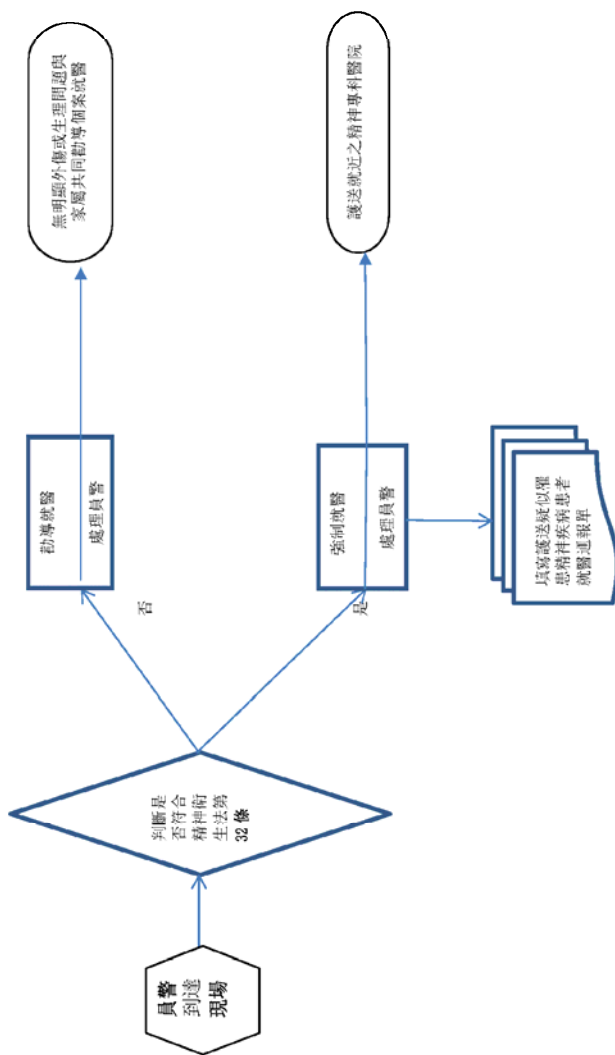 員警
到達
現場
判斷是
否符合
精神衛
生法第
32 條
否
是
勸導就醫
處理員警
強制就醫
處理員警
無明顯外傷或生理問題與
家屬共同勸導個案就醫
護送就近之精神專科醫院
填寫護送疑似罹
患精神疾病患者
就醫通報單